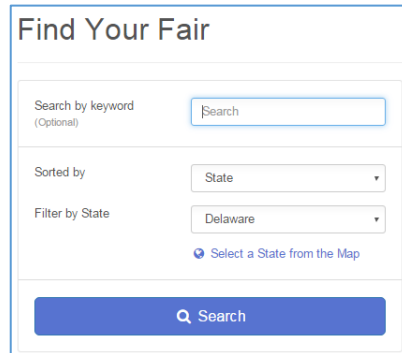 Find Your Fair
Search by keyword
(Optional)
Search
Sorted by
State
Filter by State
Delaware
Select a State from the Map
Search